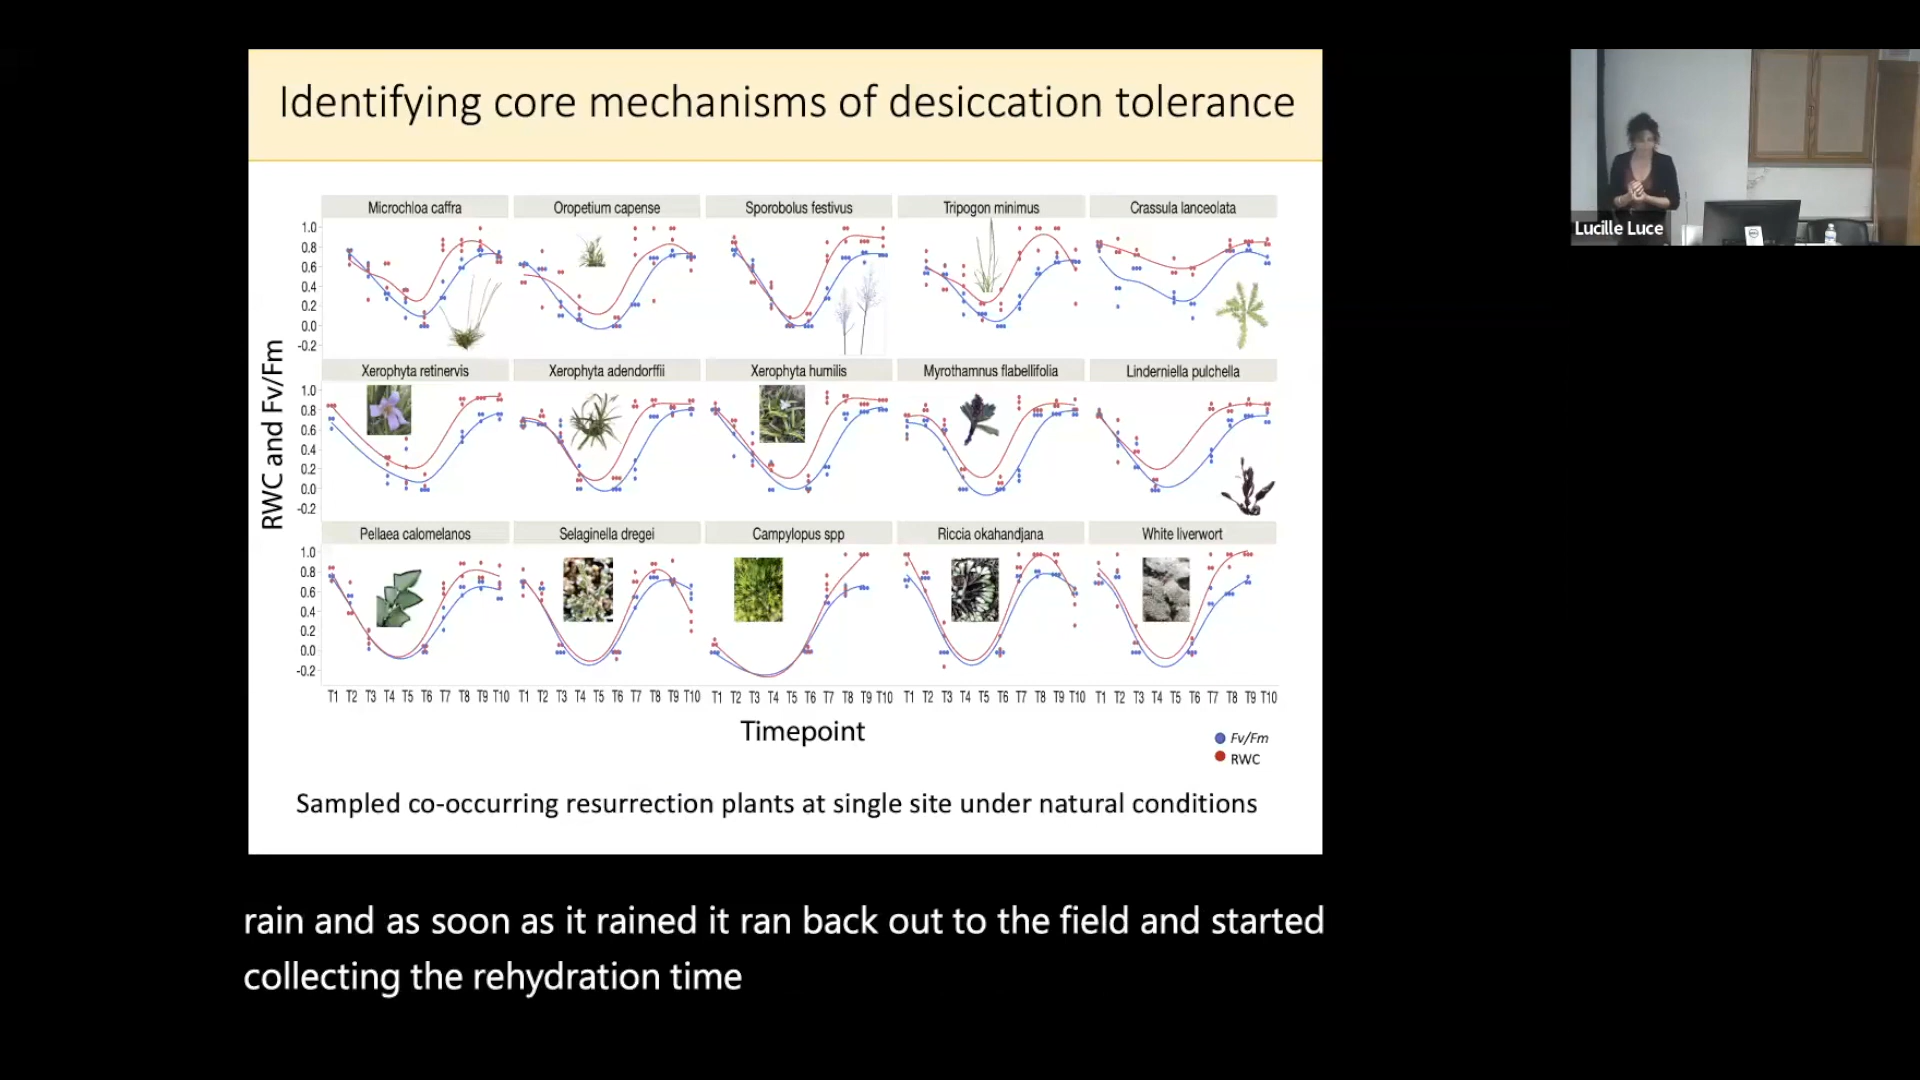 Identifying core mechanisms of desiccation tolerance
Microchloa caffra Oropetium capense Sporobolus festivus Tripogon minimus Crassula lanceolata
1.0
0.8
0.6
0.4
0.2
0.0
-0.2
Xerophyta retinervis Xerophyta adendorffii Xerophyta humilis Myrothamnus flabellifolia Linderniella pulchella
1.0
0.8
0.6
0.4
0.2
0.0
-0.2
Pellaea calomelanos Selaginella dregei Campylopus spp Riccia okahandjana White liverwort
1.0
0.8
0.6
0.4
0.2
0.0
-0.2
RWC and Fv/Fm
T1 T2 T3 T4 T5 T6 T7 T8 T9 T10 T1 T2 T3 T4 T5 T6 T7 T8 T9 T10 T1 T2 T3 T4 T5 T6 T7 T8 T9 T10 T1 T2 T3 T4 T5 T6 T7 T8 T9 T10 T1 T2 T3 T4 T5 T6 T7 T8 T9 T10
Timepoint
Fv/Fm
RWC
Sampled co-occurring resurrection plants at single site under natural conditions
Lucille Luce
rain and as soon as it rained it ran back out to the field and started
collecting the rehydration time